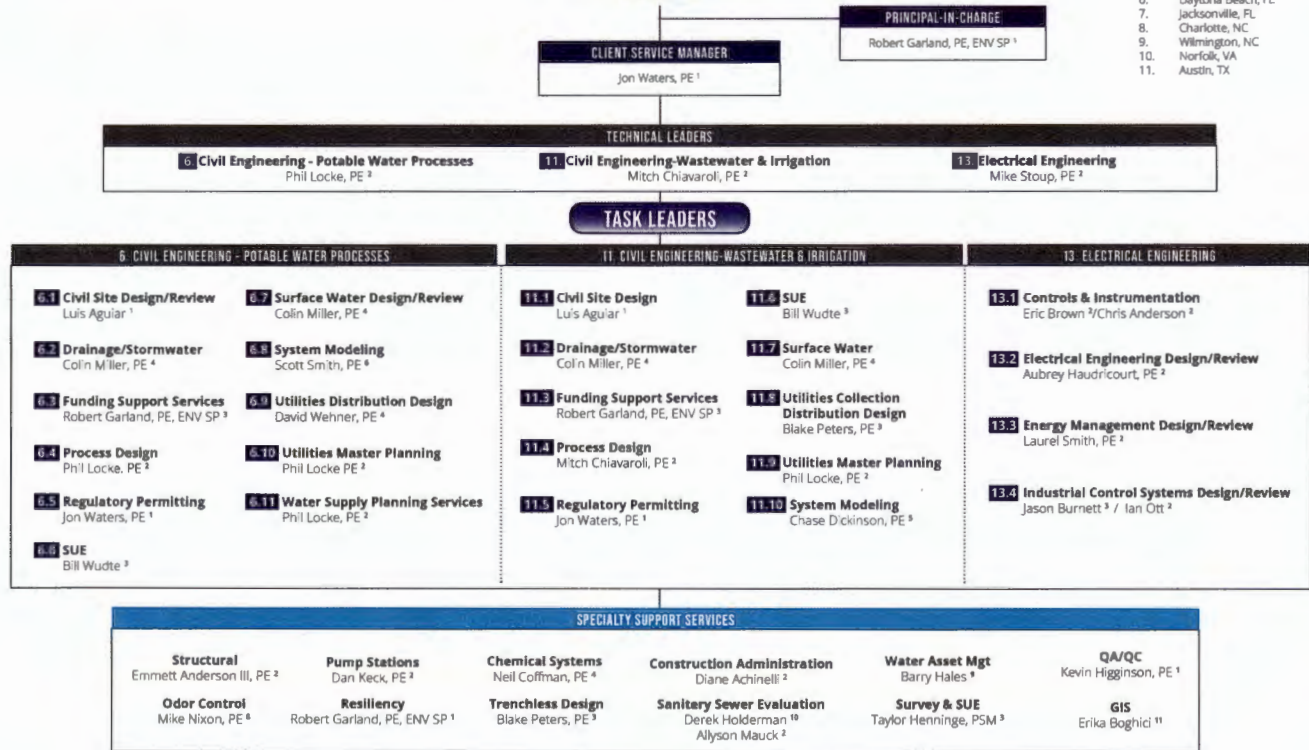 6. Daytona Beach, FL
7. Jacksonville, FL
8. Charlotte, NC
9. Wilmington, NC
10. Norfolk, VA
11. Austin, TX
PRINCIPAL-IN-CHARGE
Robert Garland, PE, ENV SP ¹
CLIENT SERVICE MANAGER
Jon Waters, PE ¹
TECHNICAL LEADERS
6. Civil Engineering - Potable Water Processes
Phil Locke, PE ²
11 Civil Engineering-Wastewater & Irrigation
Mitch Chiavaroli, PE ²
13. Electrical Engineering
Mike Stoup, PE ²
TASK LEADERS
6. CIVIL ENGINEERING - POTABLE WATER PROCESSES
6.1 Civil Site Design/Review
Luis Aguiar ¹
6.2 Drainage/Stormwater
Colin Miller, PE ⁴
6.3 Funding Support Services
Robert Garland, PE, ENV SP ³
6.4 Process Design
Phil Locke, PE ²
6.5 Regulatory Permitting
Jon Waters, PE ¹
6.6 SUE
Bill Wudte ³
6.7 Surface Water Design/Review
Colin Miller, PE ⁴
6.8 System Modeling
Scott Smith, PE ⁶
6.9 Utilities Distribution Design
David Wehner, PE ⁴
6.10 Utilities Master Planning
Phil Locke PE ²
6.11 Water Supply Planning Services
Phil Locke, PE ²
11. CIVIL ENGINEERING-WASTEWATER & IRRIGATION
11.1 Civil Site Design
Luis Aguiar ¹
11.2 Drainage/Stormwater
Colin Miller, PE ⁴
11.3 Funding Support Services
Robert Garland, PE, ENV SP ³
11.4 Process Design
Mitch Chiavaroli, PE ²
11.5 Regulatory Permitting
Jon Waters, PE ¹
11.6 SUE
Bill Wudte ³
11.7 Surface Water
Colin Miller, PE ⁴
11.8 Utilities Collection
Distribution Design
Blake Peters, PE ³
11.9 Utilities Master Planning
Phil Locke, PE ²
11.10 System Modeling
Chase Dickinson, PE ⁵
13. ELECTRICAL ENGINEERING
13.1 Controls & Instrumentation
Eric Brown ²/Chris Anderson ²
13.2 Electrical Engineering Design/Review
Aubrey Haudricourt, PE ²
13.3 Energy Management Design/Review
Laurel Smith, PE ²
13.4 Industrial Control Systems Design/Review
Jason Burnett ³ / Ian Ott ²
SPECIALTY SUPPORT SERVICES
Structural
Emmett Anderson III, PE ²
Pump Stations
Dan Keck, PE ²
Chemical Systems
Neil Coffman, PE ⁴
Construction Administration
Diane Achinelli ²
Water Asset Mgt
Barry Hales ⁹
QA/QC
Kevin Higginson, PE ¹
Odor Control
Mike Nixon, PE ⁸
Resiliency
Robert Garland, PE, ENV SP ¹
Trenchless Design
Blake Peters, PE ³
Sanitery Sewer Evaluation
Derek Holderman ¹⁰
Allyson Mauck ²
Survey & SUE
Taylor Henninge, PSM ³
GIS
Erika Boghici ¹¹